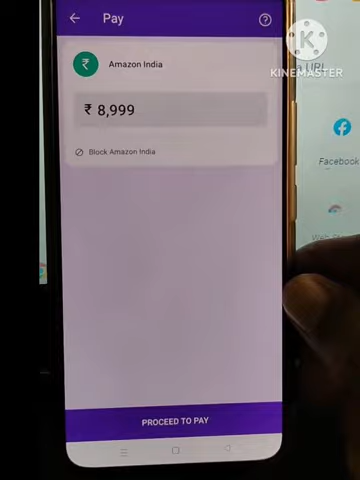 Pay
KINEMASTER
Amazon India
₹ 8,999
Block Amazon India
Facebook
PROCEED TO PAY